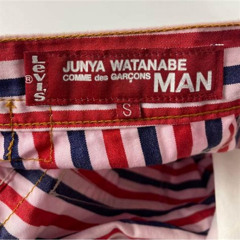 Levi's
®
JUNYA WATANABE
COMME des GARÇONS MAN
S